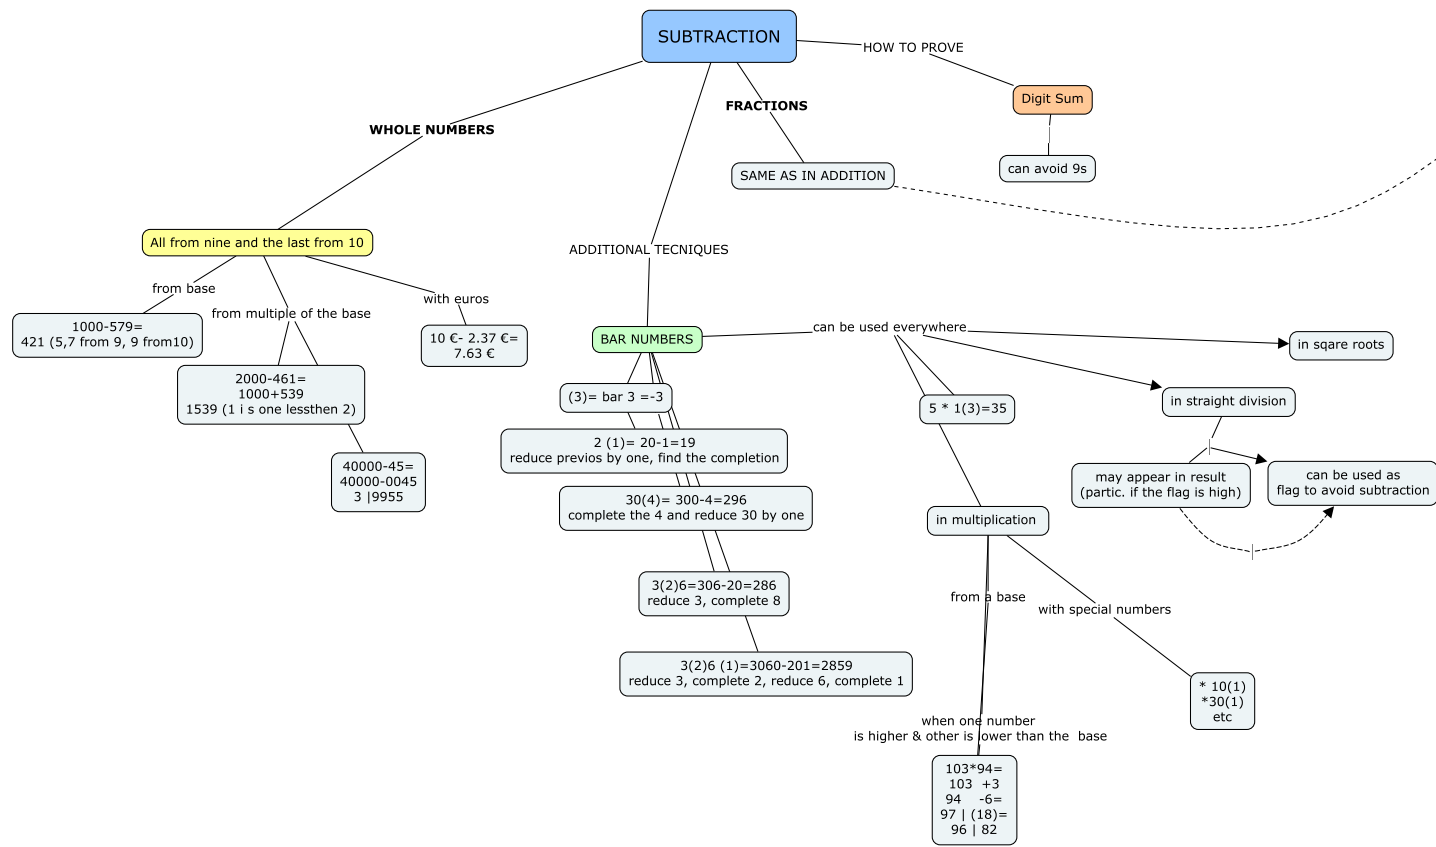 SUBTRACTION
HOW TO PROVE
Digit Sum
can avoid 9s
FRACTIONS
SAME AS IN ADDITION
WHOLE NUMBERS
All from nine and the last from 10
from base
1000-579=
421 (5,7 from 9, 9 from10)
from multiple of the base
2000-461=
1000+539
1539 (1 i s one lessthen 2)
40000-45=
40000-0045
3 |9955
with euros
10 €- 2.37 €=
7.63 €
ADDITIONAL TECNIQUES
BAR NUMBERS
(3)= bar 3 =-3
2 (1)= 20-1=19
reduce previos by one, find the completion
30(4)= 300-4=296
complete the 4 and reduce 30 by one
3(2)6=306-20=286
reduce 3, complete 8
3(2)6 (1)=3060-201=2859
reduce 3, complete 2, reduce 6, complete 1
can be used everywhere
in sqare roots
in straight division
may appear in result
(partic. if the flag is high)
can be used as
flag to avoid subtraction
5 * 1(3)=35
in multiplication
from a base
when one number
is higher & other is lower than the  base
103*94=
103  +3
94    -6=
97 | (18)=
96 | 82
with special numbers
* 10(1)
*30(1)
etc